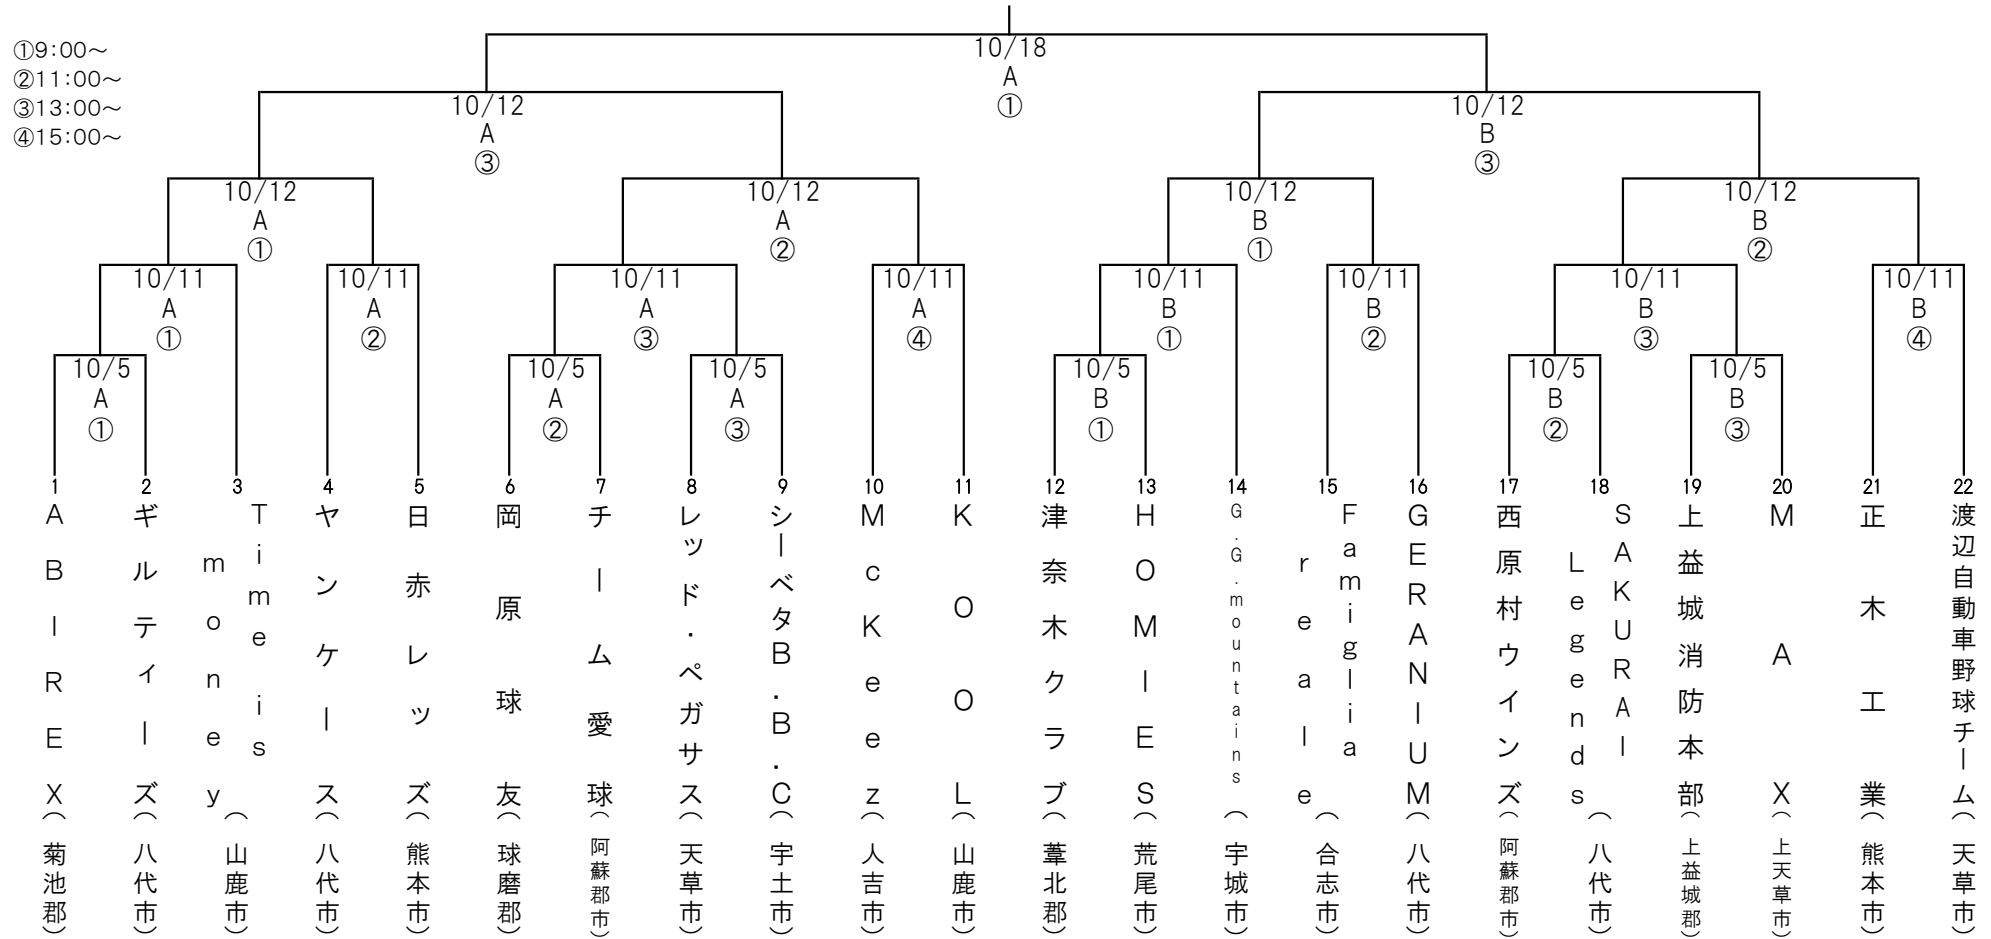 ①9:00～
②11:00～
③13:00～
④15:00～
10/18
A
①
10/12
A
③
10/12
B
③
10/12
A
①
10/12
A
②
10/12
B
①
10/12
B
②
10/11
A
①
10/11
A
②
10/11
A
③
10/11
A
④
10/11
B
①
10/11
B
②
10/11
B
③
10/11
B
④
10/5
A
①
10/5
A
②
10/5
A
③
10/5
B
①
10/5
B
②
10/5
B
③
1
ABIREX
(菊池郡)
2
ギルティーズ
(八代市)
3
Time is
money
(山鹿市)
4
ヤンケース
(八代市)
5
日赤レッズ
(熊本市)
6
岡原球友
(球磨郡)
7
チーム愛球
(阿蘇郡市)
8
レッド・ペガサス
(天草市)
9
シーベタB.B.C
(宇土市)
10
McKeez
(人吉市)
11
KOOL
(山鹿市)
12
津奈木クラブ
(葦北郡)
13
HOMIES
(荒尾市)
14
G.G.mountains
(宇城市)
15
Famiglia
reale
(合志市)
16
GERANIUM
(八代市)
17
西原村ウインズ
(阿蘇郡市)
18
SAKURAI
Legends
(八代市)
19
上益城消防本部
(上益城郡)
20
MAX
(上天草市)
21
正木工業
(熊本市)
22
渡辺自動車野球チーム
(天草市)